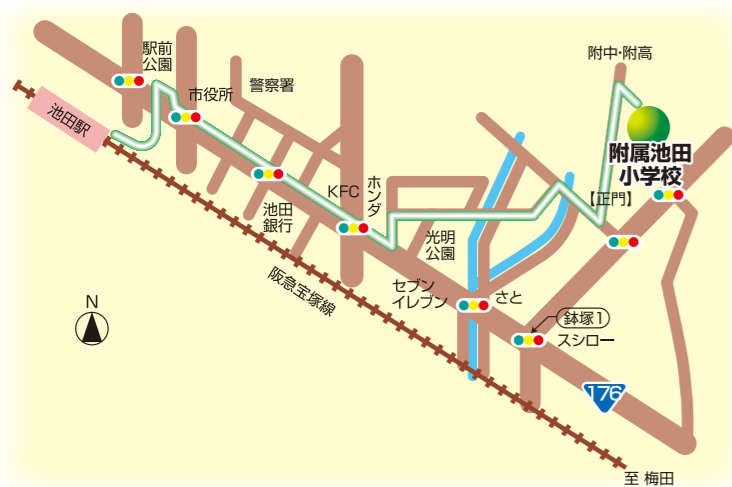 駅前
公園
市役所
警察署
附中・附高
池田駅
附属池田
小学校
【正門】
KFC
ホンダ
池田
銀行
光明
公園
阪急宝塚線
セブン
イレブン
さと
鉢塚1
スシロー
N
176
至 梅田